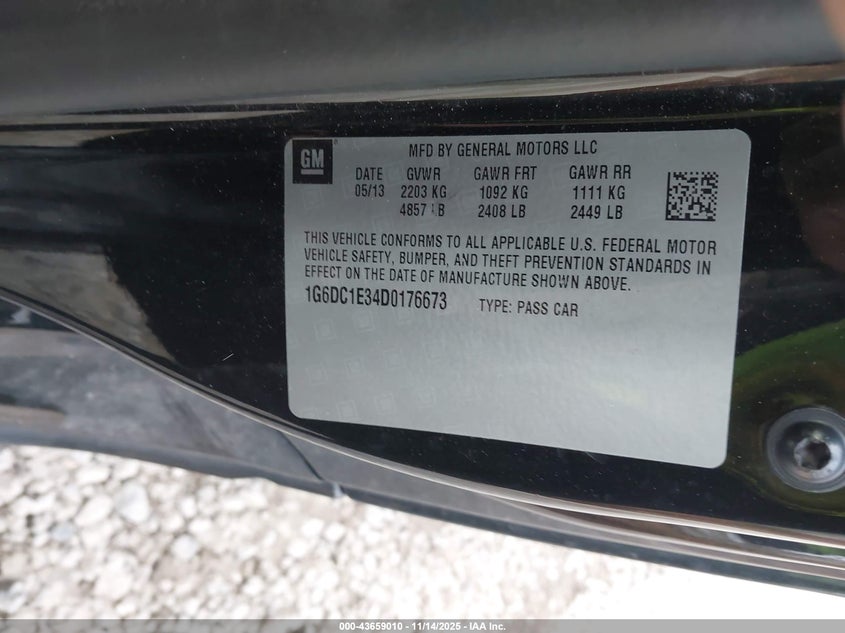 GM
MFD BY GENERAL MOTORS LLC
DATE GVWR GAWR FRT GAWR RR
05/13 2203 KG 1092 KG 1111 KG
4857 LB 2408 LB 2449 LB
THIS VEHICLE CONFORMS TO ALL APPLICABLE U.S. FEDERAL MOTOR
VEHICLE SAFETY, BUMPER, AND THEFT PREVENTION STANDARDS IN
EFFECT ON THE DATE OF MANUFACTURE SHOWN ABOVE.
1G6DC1E34D0176673 TYPE: PASS CAR
000-43659010 - 11/14/2025 - IAA Inc.